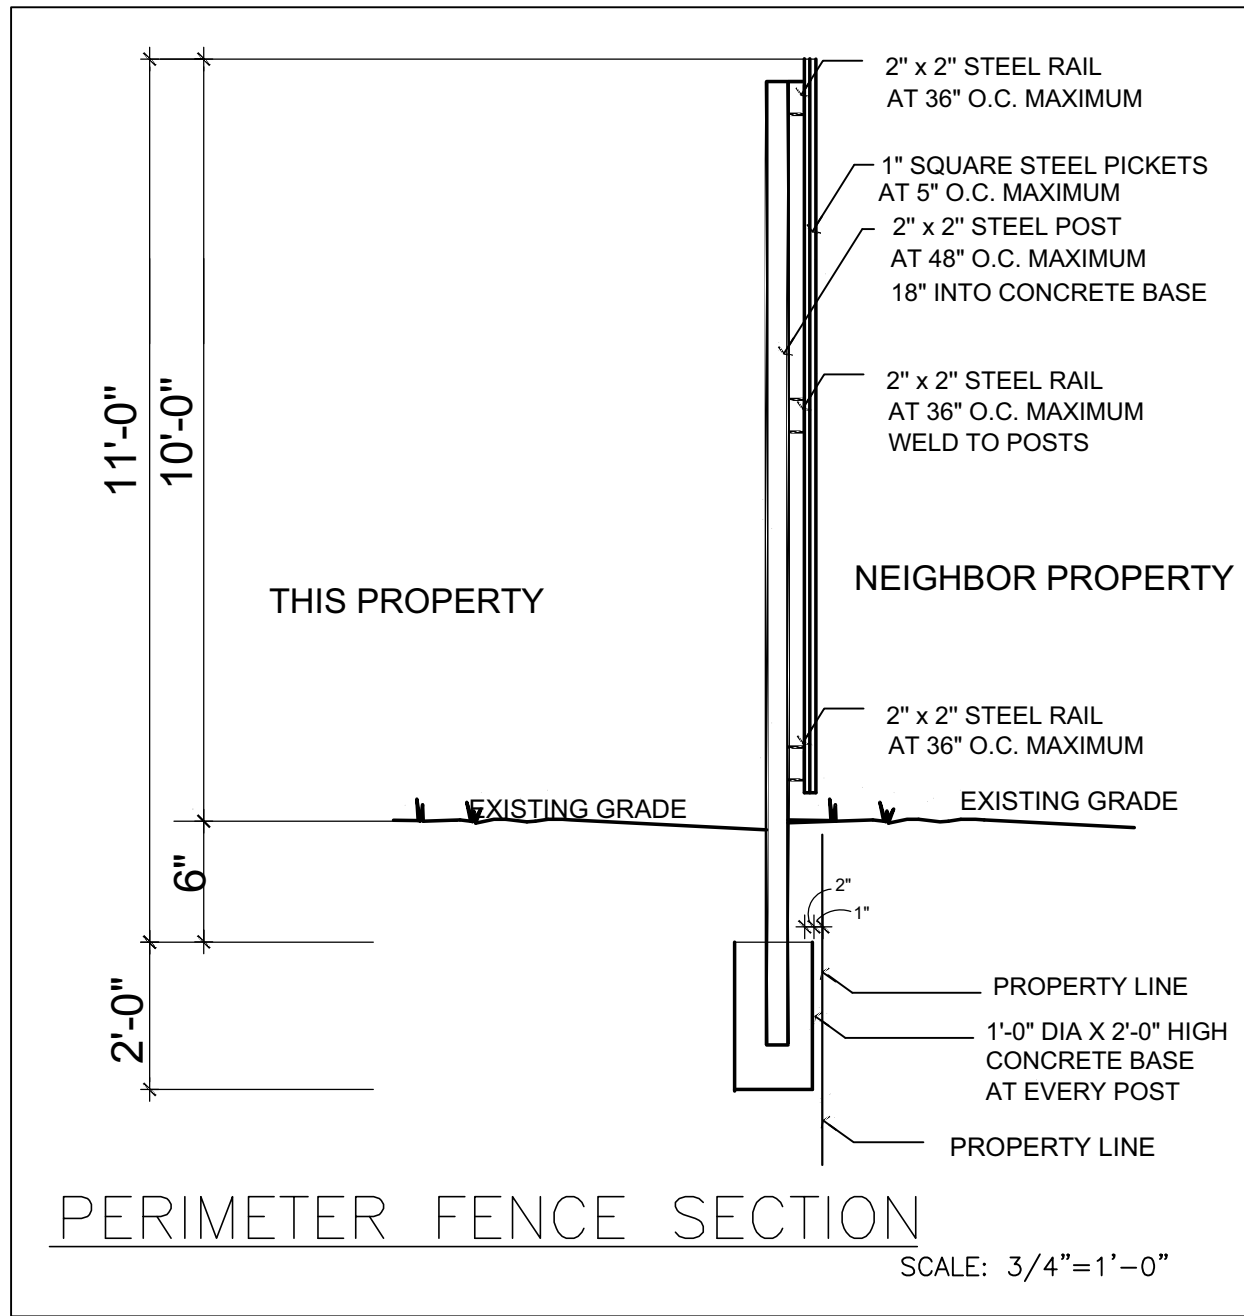 2" x 2" STEEL RAIL
AT 36" O.C. MAXIMUM
1" SQUARE STEEL PICKETS
AT 5" O.C. MAXIMUM
2" x 2" STEEL POST
AT 48" O.C. MAXIMUM
18" INTO CONCRETE BASE
11'-0"
10'-0"
2" x 2" STEEL RAIL
AT 36" O.C. MAXIMUM
WELD TO POSTS
THIS PROPERTY
NEIGHBOR PROPERTY
2" x 2" STEEL RAIL
AT 36" O.C. MAXIMUM
EXISTING GRADE
EXISTING GRADE
6"
2"
1"
2'-0"
PROPERTY LINE
1'-0" DIA X 2'-0" HIGH
CONCRETE BASE
AT EVERY POST
PROPERTY LINE
PERIMETER FENCE SECTION
SCALE: 3/4"=1'-0"